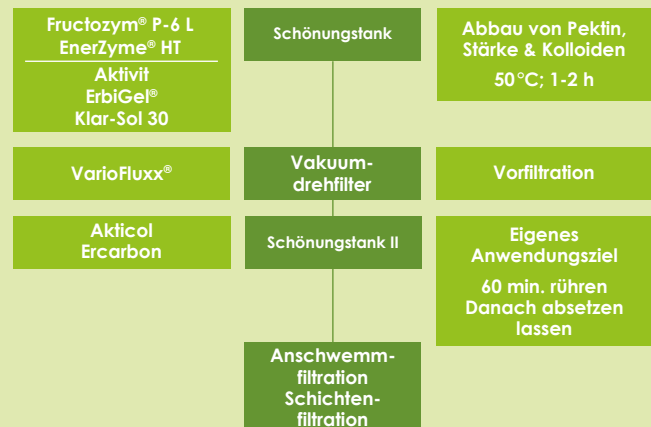 Fructozym® P-6 L
EnerZyme® HT
Aktivit
ErbiGel®
Klar-Sol 30
Schönungstank
Abbau von Pektin,
Stärke & Kolloiden
50 °C; 1-2 h
VarioFluxx®
Vakuum-
drehfilter
Vorfiltration
Akticol
Ercarbon
Schönungstank II
Eigenes
Anwendungsziel
60 min. rühren
Danach absetzen
lassen
Anschwemm-
filtration
Schichten-
filtration